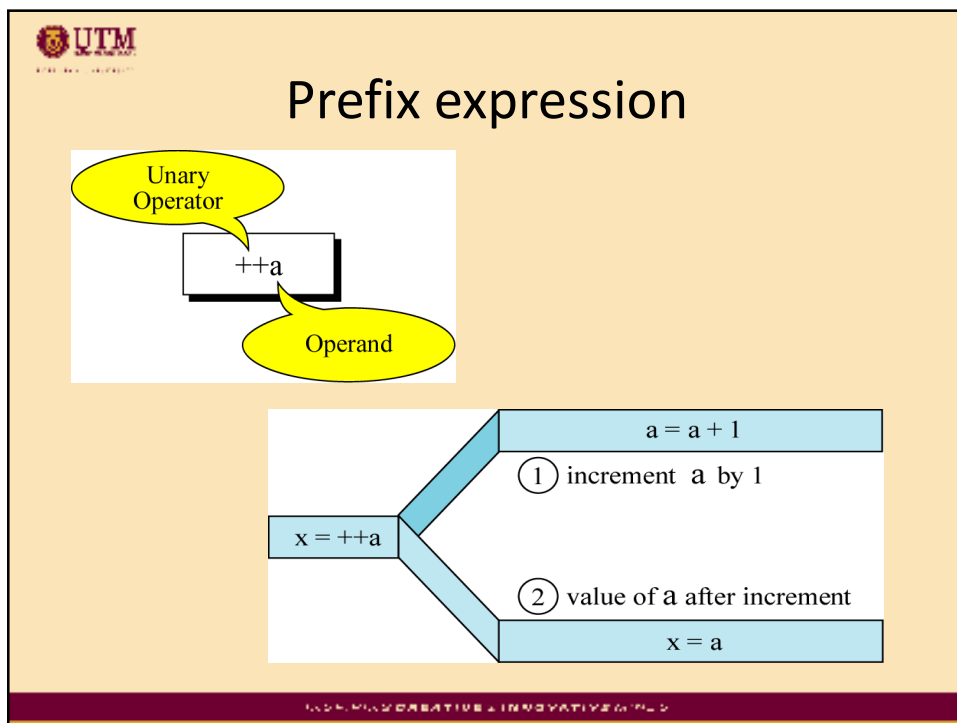 UTM
Prefix expression
Unary
Operator
++a
Operand
a = a + 1
1 increment a by 1
x = ++a
2 value of a after increment
x = a